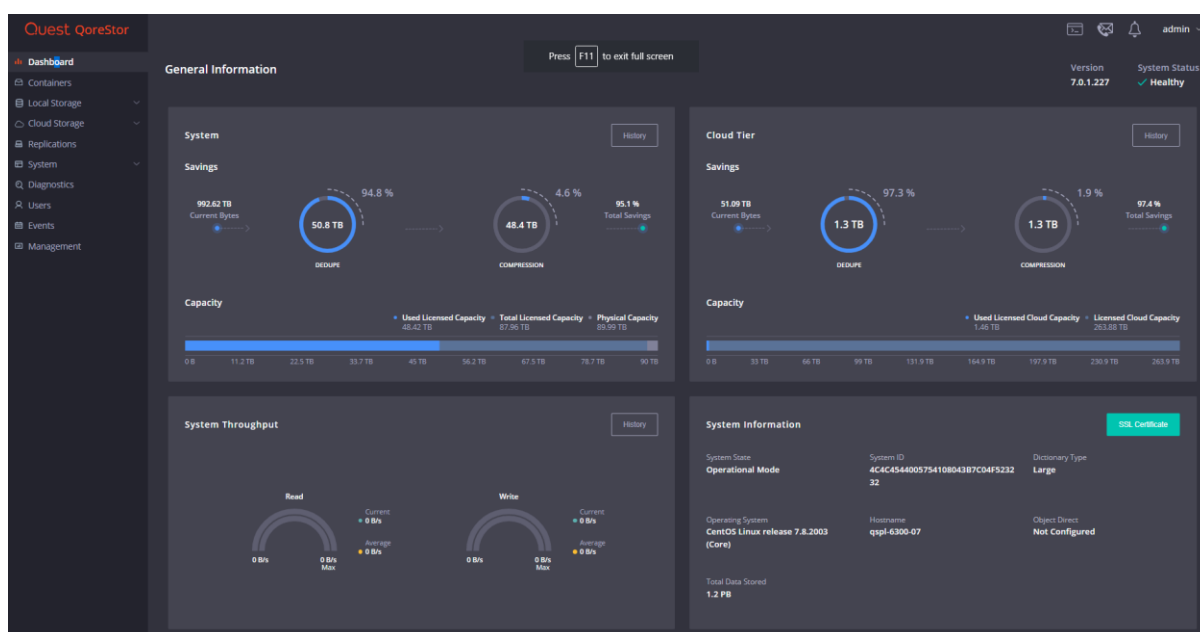 Quest QoreStor
admin
Dashboard
Containers
Local Storage
Cloud Storage
Replications
System
Diagnostics
Users
Events
Management
Press F11 to exit full screen
General Information
Version
7.0.1.227
System Status
Healthy
System
History
Savings
992.62 TB
Current Bytes
50.8 TB
94.8 %
DEDUPE
48.4 TB
4.6 %
COMPRESSION
95.1 %
Total Savings
Capacity
Used Licensed Capacity
48.42 TB
Total Licensed Capacity
87.96 TB
Physical Capacity
89.99 TB
0 B 11.2 TB 22.5 TB 33.7 TB 45 TB 56.2 TB 67.5 TB 78.7 TB 90 TB
Cloud Tier
History
Savings
51.09 TB
Current Bytes
1.3 TB
97.3 %
DEDUPE
1.3 TB
1.9 %
COMPRESSION
97.4 %
Total Savings
Capacity
Used Licensed Cloud Capacity
1.46 TB
Licensed Cloud Capacity
263.88 TB
0 B 33 TB 66 TB 99 TB 131.9 TB 164.9 TB 197.9 TB 230.9 TB 263.9 TB
System Throughput
History
Read
Current
0 B/s
Average
0 B/s
0 B/s
0 B/s
Max
Write
Current
0 B/s
Average
0 B/s
0 B/s
0 B/s
Max
System Information
SSL Certificate
System State
Operational Mode
System ID
4C4C4544005754108043B7C04F5232
32
Dictionary Type
Large
Operating System
CentOS Linux release 7.8.2003
(Core)
Hostname
qspl-6300-07
Object Direct
Not Configured
Total Data Stored
1.2 PB